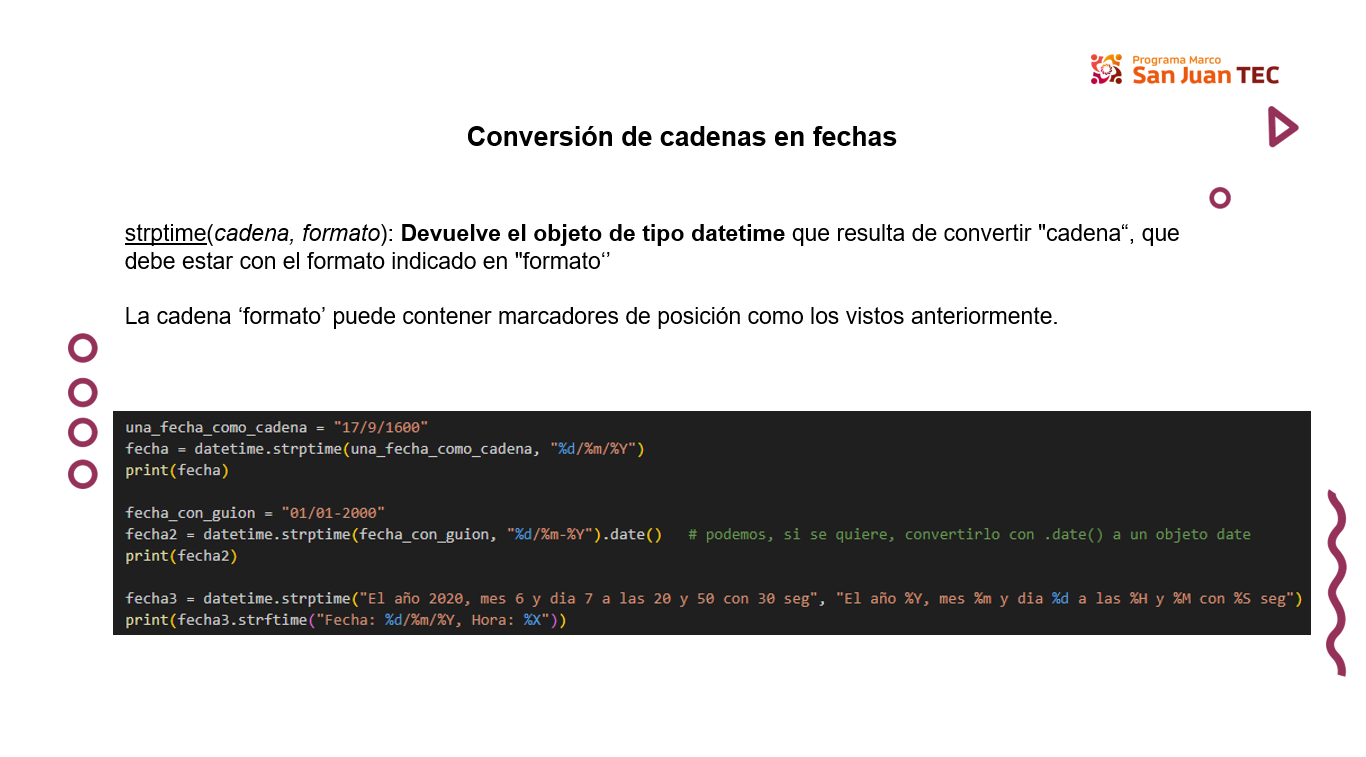 Programa Marco
San Juan TEC
Conversión de cadenas en fechas
strptime(cadena, formato): Devuelve el objeto de tipo datetime que resulta de convertir "cadena“, que
debe estar con el formato indicado en "formato‘’
La cadena ‘formato’ puede contener marcadores de posición como los vistos anteriormente.
una_fecha_como_cadena = "17/9/1600"
fecha = datetime.strptime(una_fecha_como_cadena, "%d/%m/%Y")
print(fecha)
fecha_con_guion = "01/01-2000"
fecha2 = datetime.strptime(fecha_con_guion, "%d/%m-%Y").date()   # podemos, si se quiere, convertirlo con .date() a un objeto date
print(fecha2)
fecha3 = datetime.strptime("El año 2020, mes 6 y dia 7 a las 20 y 50 con 30 seg", "El año %Y, mes %m y dia %d a las %H y %M con %S seg")
print(fecha3.strftime("Fecha: %d/%m/%Y, Hora: %X"))